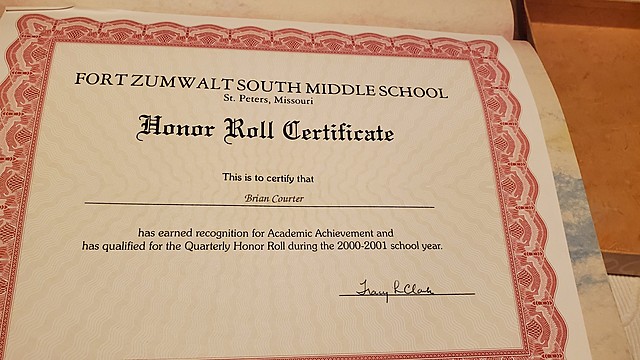 FORT ZUMWALT SOUTH MIDDLE SCHOOL
St. Peters, Missouri
Honor Roll Certificate
This is to certify that
Brian Courter
has earned recognition for Academic Achievement and
has qualified for the Quarterly Honor Roll during the 2000-2001 school year.